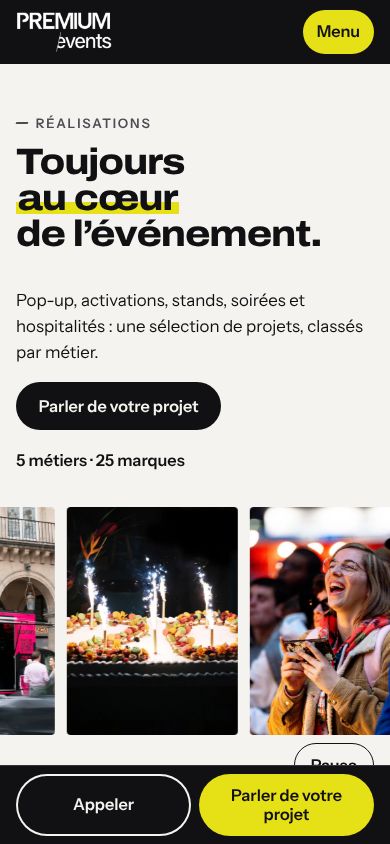 PREMIUM
events
Menu
— RÉALISATIONS
Toujours
au cœur
de l’événement.
Pop-up, activations, stands, soirées et
hospitalités : une sélection de projets, classés
par métier.
Parler de votre projet
5 métiers · 25 marques
Pause
Appeler
Parler de votre
projet